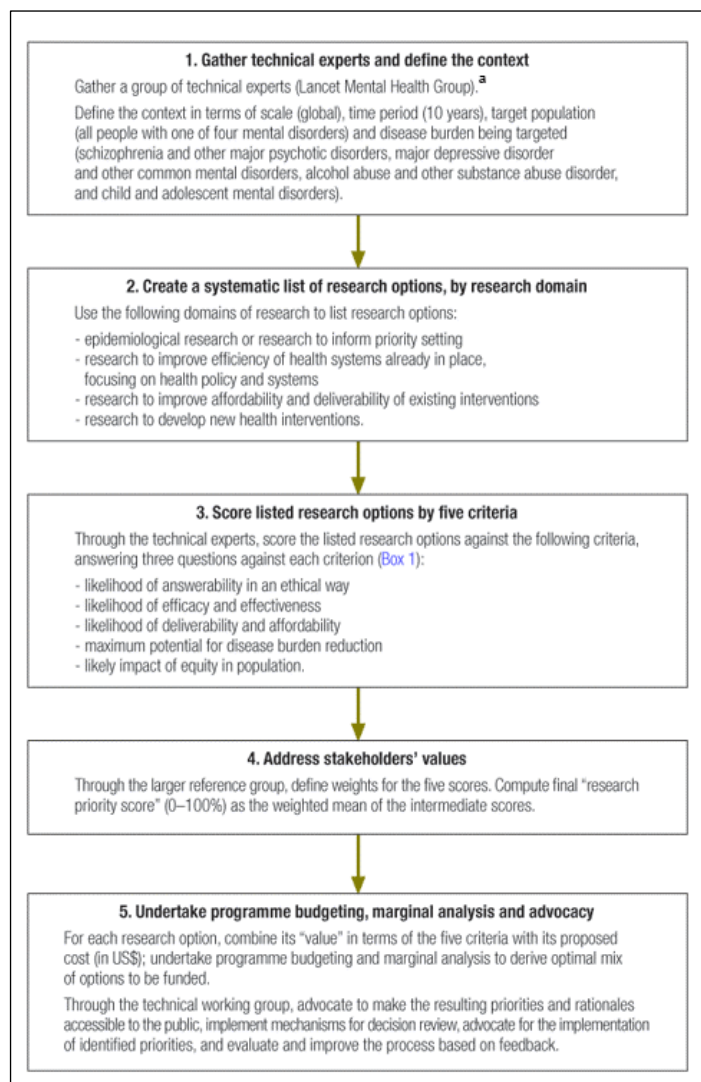 1. Gather technical experts and define the context
Gather a group of technical experts (Lancet Mental Health Group).a
Define the context in terms of scale (global), time period (10 years), target population
(all people with one of four mental disorders) and disease burden being targeted
(schizophrenia and other major psychotic disorders, major depressive disorder
and other common mental disorders, alcohol abuse and other substance abuse disorder,
and child and adolescent mental disorders).
2. Create a systematic list of research options, by research domain
Use the following domains of research to list research options:
- epidemiological research or research to inform priority setting
- research to improve efficiency of health systems already in place,
focusing on health policy and systems
- research to improve affordability and deliverability of existing interventions
- research to develop new health interventions.
3. Score listed research options by five criteria
Through the technical experts, score the listed research options against the following criteria,
answering three questions against each criterion (Box 1):
- likelihood of answerability in an ethical way
- likelihood of efficacy and effectiveness
- likelihood of deliverability and affordability
- maximum potential for disease burden reduction
- likely impact of equity in population.
4. Address stakeholders' values
Through the larger reference group, define weights for the five scores. Compute final “research
priority score” (0–100%) as the weighted mean of the intermediate scores.
5. Undertake programme budgeting, marginal analysis and advocacy
For each research option, combine its “value” in terms of the five criteria with its proposed
cost (in US$); undertake programme budgeting and marginal analysis to derive optimal mix
of options to be funded.
Through the technical working group, advocate to make the resulting priorities and rationales
accessible to the public, implement mechanisms for decision review, advocate for the implementation
of identified priorities, and evaluate and improve the process based on feedback.